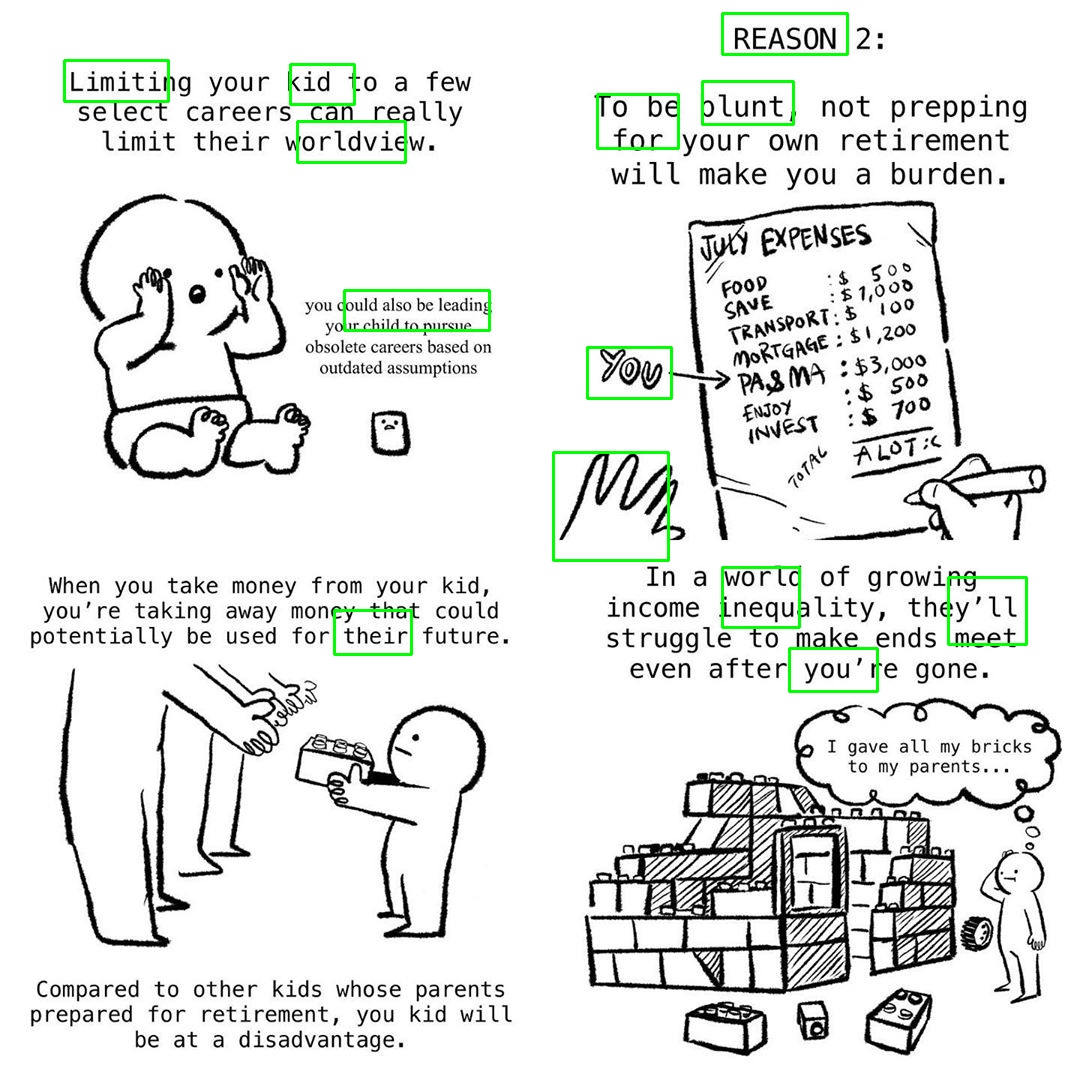 Limiting your kid to a few
select careers can really
limit their worldview.
you could also be leading
your child to pursue
obsolete careers based on
outdated assumptions
REASON 2:
To be blunt, not prepping
for your own retirement
will make you a burden.
JULY EXPENSES
FOOD : $ 500
SAVE : $ 1,000
TRANSPORT : $ 100
MORTGAGE : $1,200
YOU
PA & MA : $3,000
ENJOY : $ 500
INVEST : $ 700
TOTAL A LOT :(
When you take money from your kid,
you're taking away money that could
potentially be used for their future.
Compared to other kids whose parents
prepared for retirement, you kid will
be at a disadvantage.
In a world of growing
income inequality, they'll
struggle to make ends meet
even after you're gone.
I gave all my bricks
to my parents...